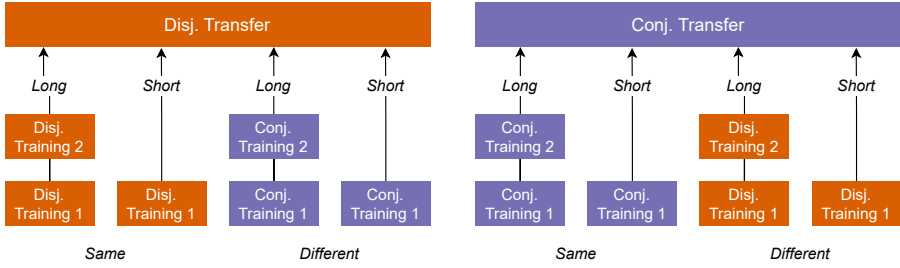 Disj. Transfer
Conj. Transfer
Long
Short
Long
Short
Long
Short
Long
Short
Disj.
Training 2
Conj.
Training 2
Conj.
Training 2
Disj.
Training 2
Disj.
Training 1
Disj.
Training 1
Conj.
Training 1
Conj.
Training 1
Conj.
Training 1
Conj.
Training 1
Disj.
Training 1
Disj.
Training 1
Same
Different
Same
Different